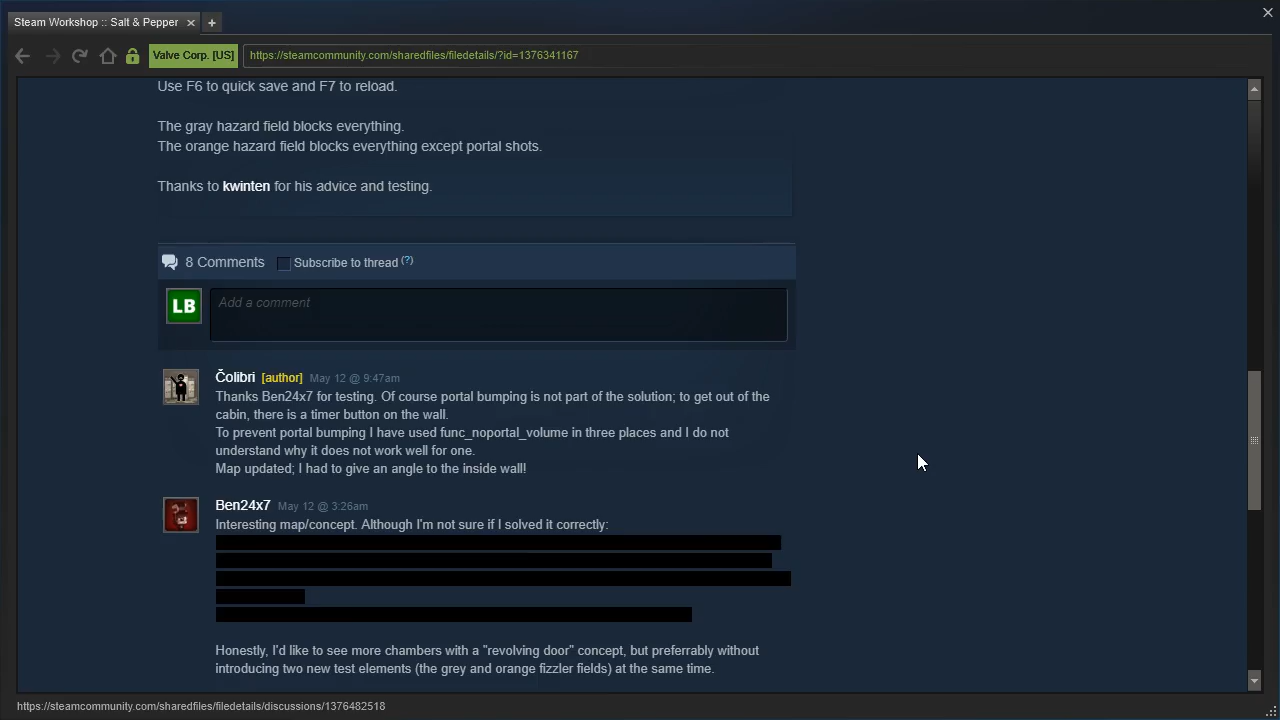 Steam Workshop :: Salt & Pepper
Valve Corp. [US]
https://steamcommunity.com/sharedfiles/filedetails/?id=1376341167
Use F6 to quick save and F7 to reload.
The gray hazard field blocks everything.
The orange hazard field blocks everything except portal shots.
Thanks to kwinten for his advice and testing.
8 Comments
Subscribe to thread (?)
LB
Add a comment
Čolibri [author] May 12 @ 9:47am
Thanks Ben24x7 for testing. Of course portal bumping is not part of the solution; to get out of the
cabin, there is a timer button on the wall.
To prevent portal bumping I have used func_noportal_volume in three places and I do not
understand why it does not work well for one.
Map updated; I had to give an angle to the inside wall!
Ben24x7 May 12 @ 3:26am
Interesting map/concept. Although I'm not sure if I solved it correctly:
Honestly, I'd like to see more chambers with a "revolving door" concept, but preferrably without
introducing two new test elements (the grey and orange fizzler fields) at the same time.
https://steamcommunity.com/sharedfiles/filedetails/discussions/1376482518